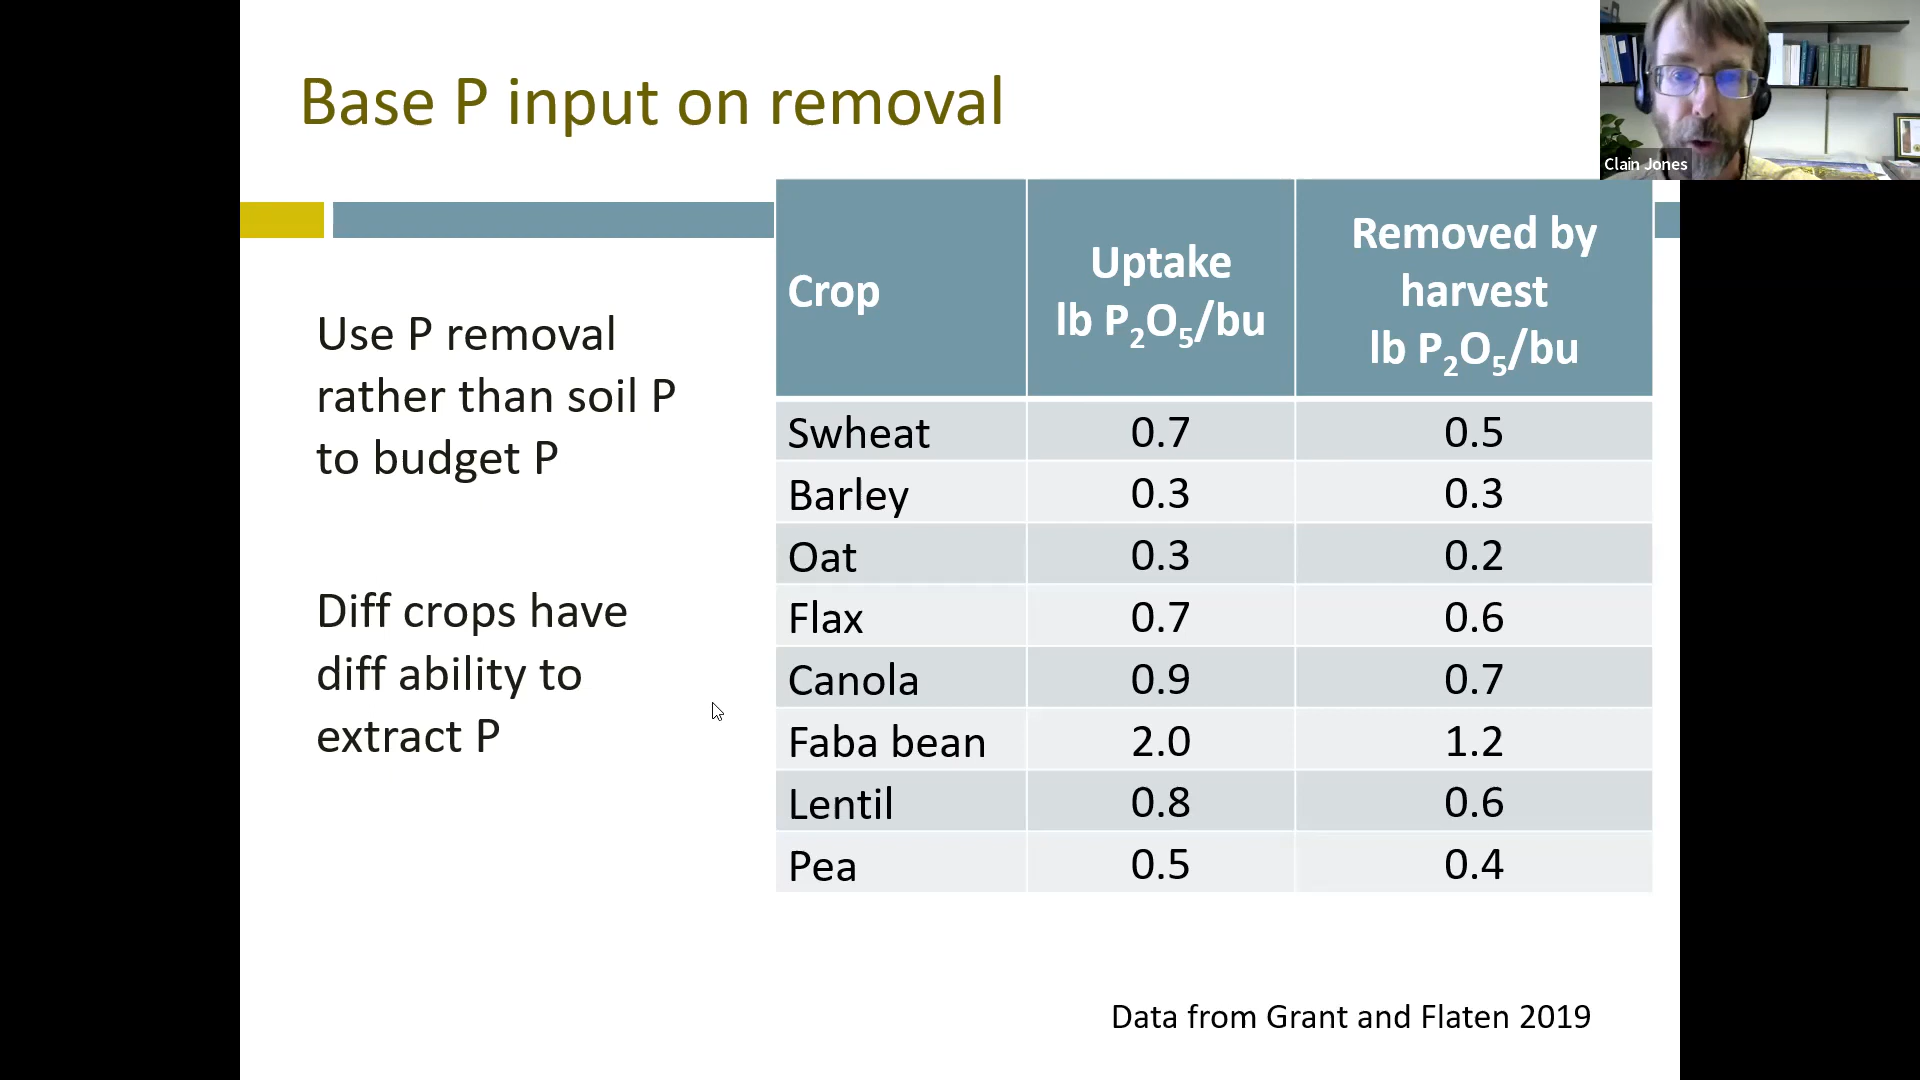 Base P input on removal
Clain Jones
Use P removal
rather than soil P
to budget P
Diff crops have
diff ability to
extract P
Crop
Uptake
lb P₂O₅/bu
Removed by
harvest
lb P₂O₅/bu
Swheat 0.7 0.5
Barley 0.3 0.3
Oat 0.3 0.2
Flax 0.7 0.6
Canola 0.9 0.7
Faba bean 2.0 1.2
Lentil 0.8 0.6
Pea 0.5 0.4
Data from Grant and Flaten 2019